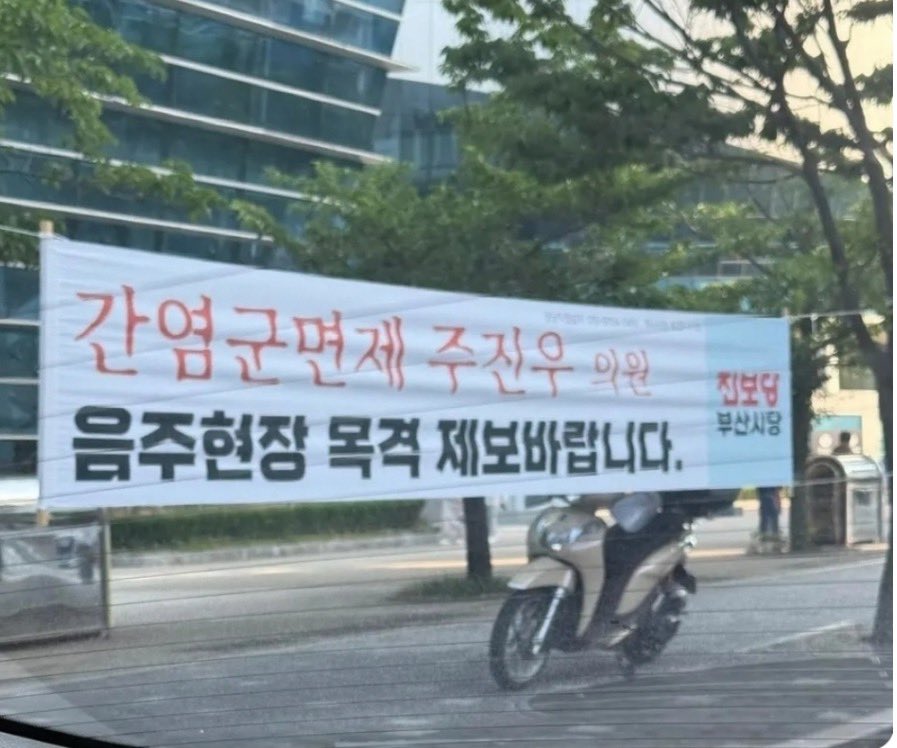 간염군면제 주진우 의원
음주현장 목격 제보바랍니다.
진보당
부산시당